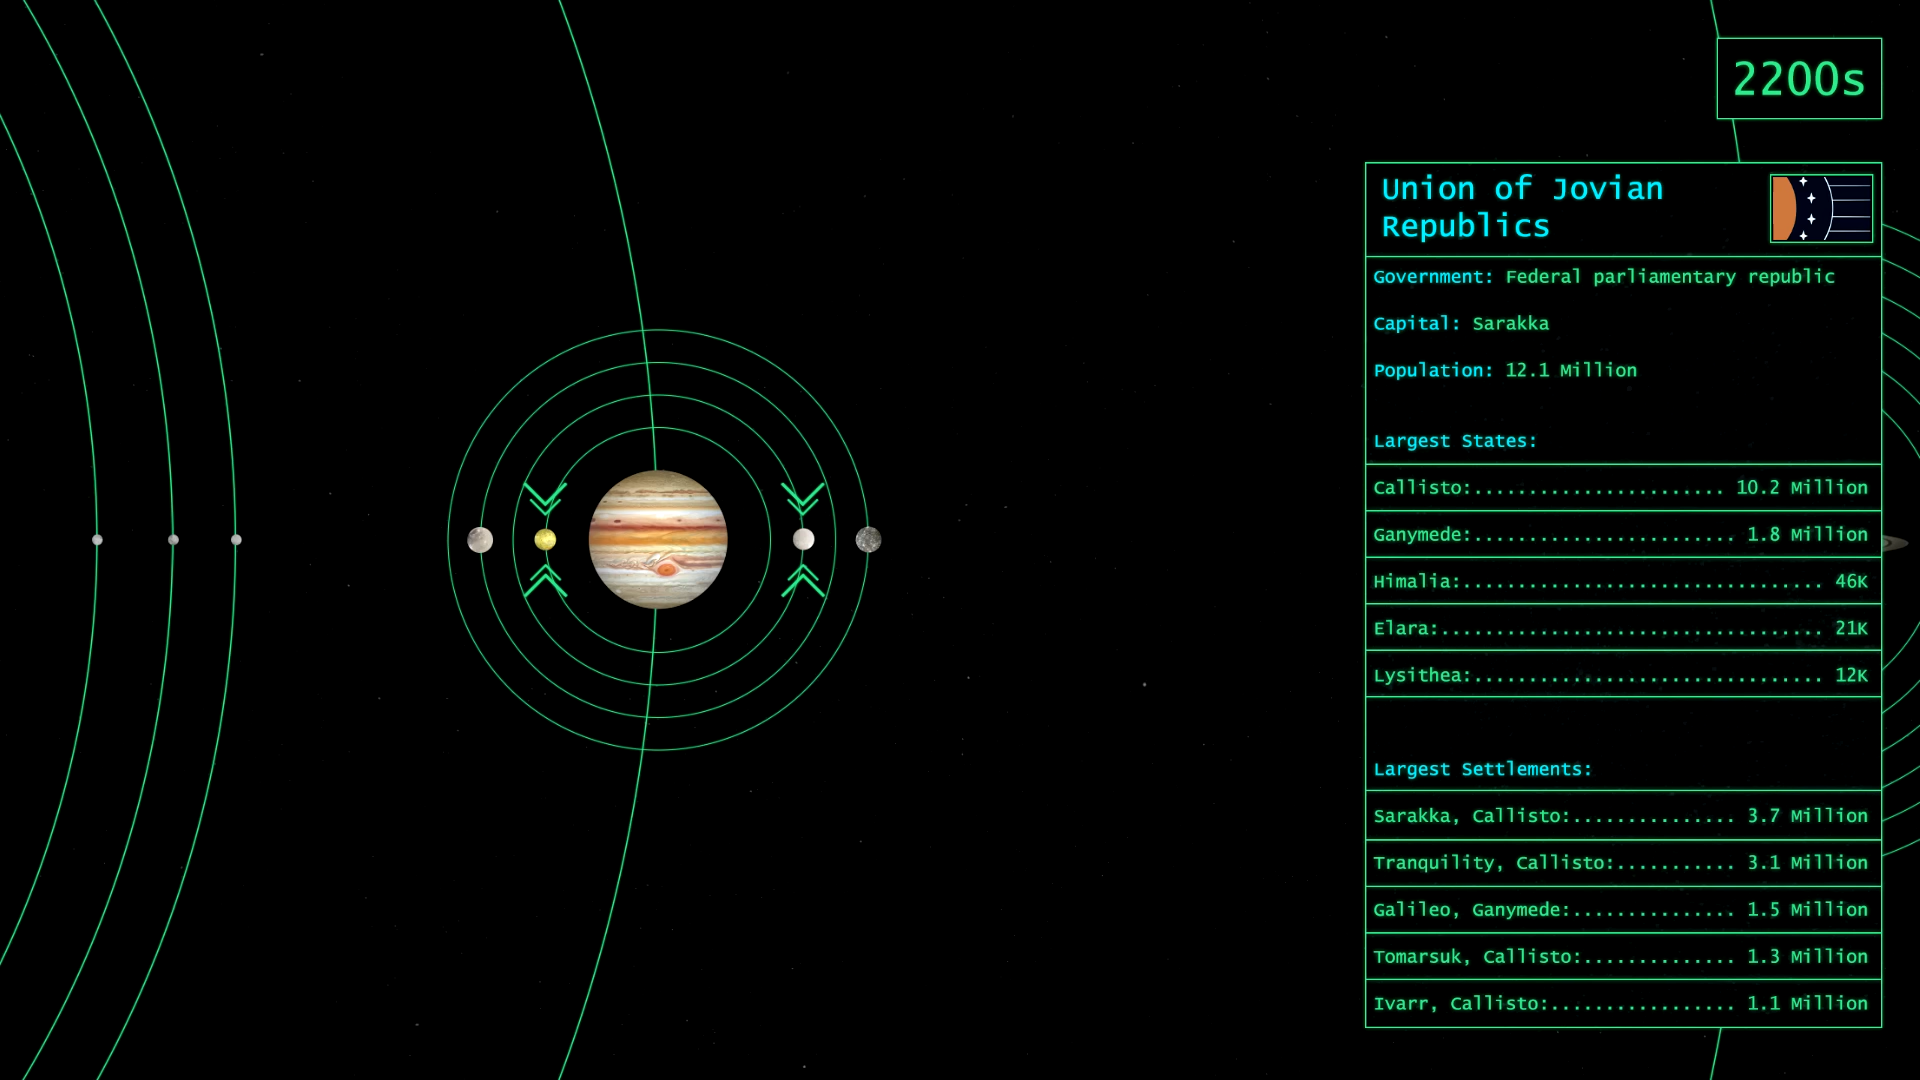 2200s
Union of Jovian
Republics
Government: Federal parliamentary republic
Capital: Sarakka
Population: 12.1 Million
Largest States:
Callisto:....................... 10.2 Million
Ganymede:........................ 1.8 Million
Himalia:................................. 46K
Elara:................................... 21K
Lysithea:................................ 12K
Largest Settlements:
Sarakka, Callisto:............... 3.7 Million
Tranquility, Callisto:........... 3.1 Million
Galileo, Ganymede:............... 1.5 Million
Tomarsuk, Callisto:.............. 1.3 Million
Ivarr, Callisto:................. 1.1 Million